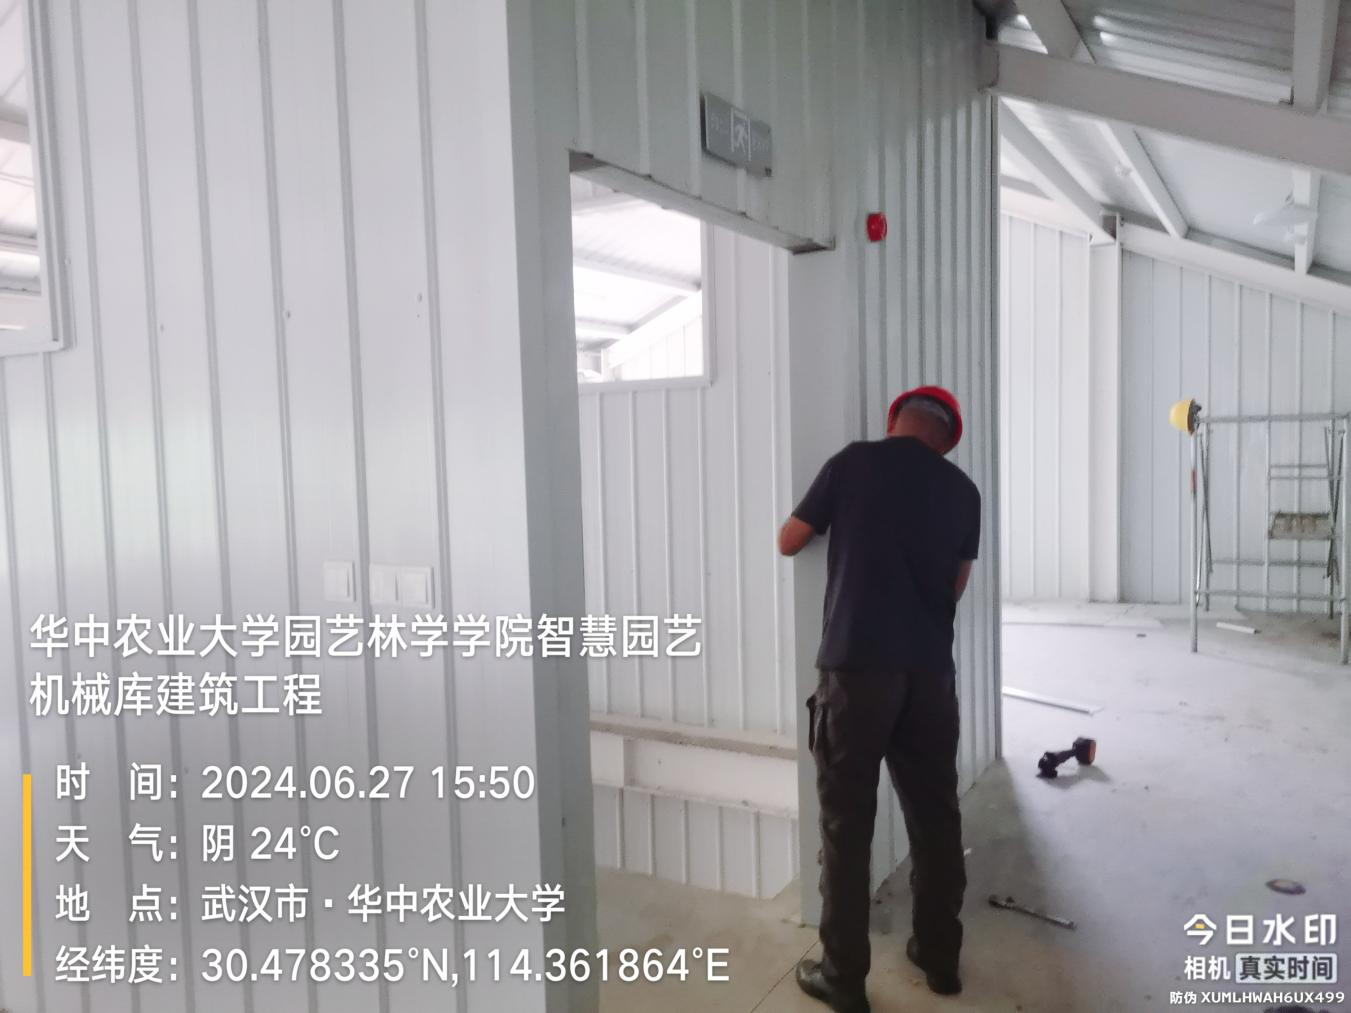 华中农业大学园艺林学学院智慧园艺
机械库建筑工程
时 间：2024.06.27 15:50
天 气：阴 24°C
地 点：武汉市·华中农业大学
经纬度：30.478335°N,114.361864°E
今日水印
相机 真实时间
防伪 XUMLHWAH6UX499